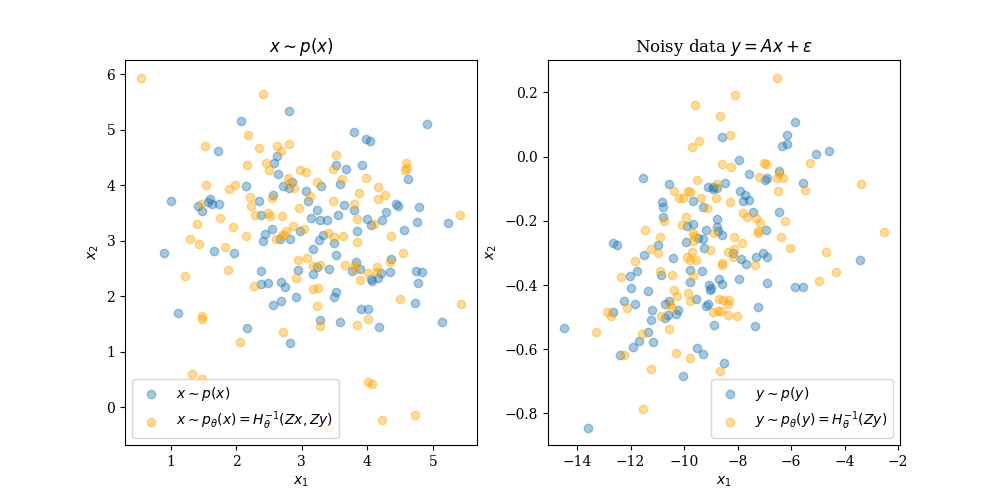 x ∼ p(x)
6
5
4
3
2
1
0
x₂
1
2
3
4
5
x₁
x ∼ p(x)
x ∼ p_θ(x) = H_θ^{-1}(Zx, Zy)
Noisy data y = Ax + ε
0.2
0.0
−0.2
−0.4
−0.6
−0.8
x₂
−14
−12
−10
−8
−6
−4
−2
x₁
y ∼ p(y)
y ∼ p_θ(y) = H_θ^{-1}(Zy)